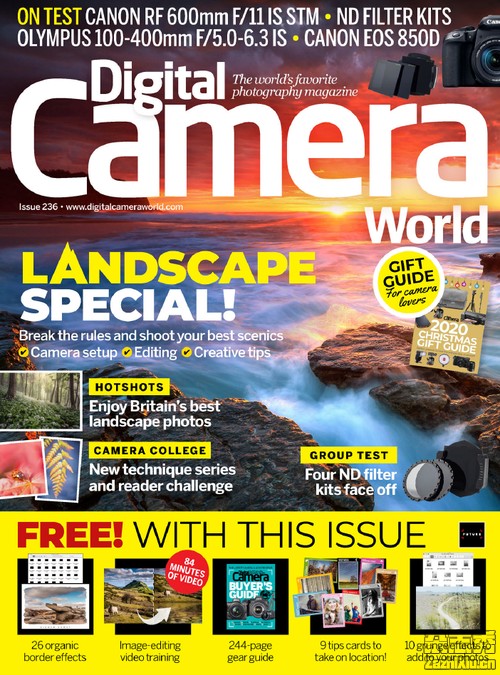 ON TEST CANON RF 600mm F/11 IS STM • ND FILTER KITS
OLYMPUS 100-400mm F/5.0-6.3 IS • CANON EOS 850D
Digital
The world's favorite
photography magazine
Camera
Issue 236 • www.digitalcameraworld.com
World
LANDSCAPE
SPECIAL!
Break the rules and shoot your best scenics
Camera setup Editing Creative tips
GIFT
GUIDE
For camera
lovers
Camera
2020
CHRISTMAS
GIFT GUIDE
HOTSHOTS
Enjoy Britain's best
landscape photos
CAMERA COLLEGE
New technique series
and reader challenge
GROUP TEST
Four ND filter
kits face off
FREE! WITH THIS ISSUE
FUTURE
84
MINUTES
OF VIDEO
Camera
BUYER'S
GUIDE
26 organic
border effects
Image-editing
video training
244-page
gear guide
9 tips cards to
take on location!
10 grunge effects to
add to your photos